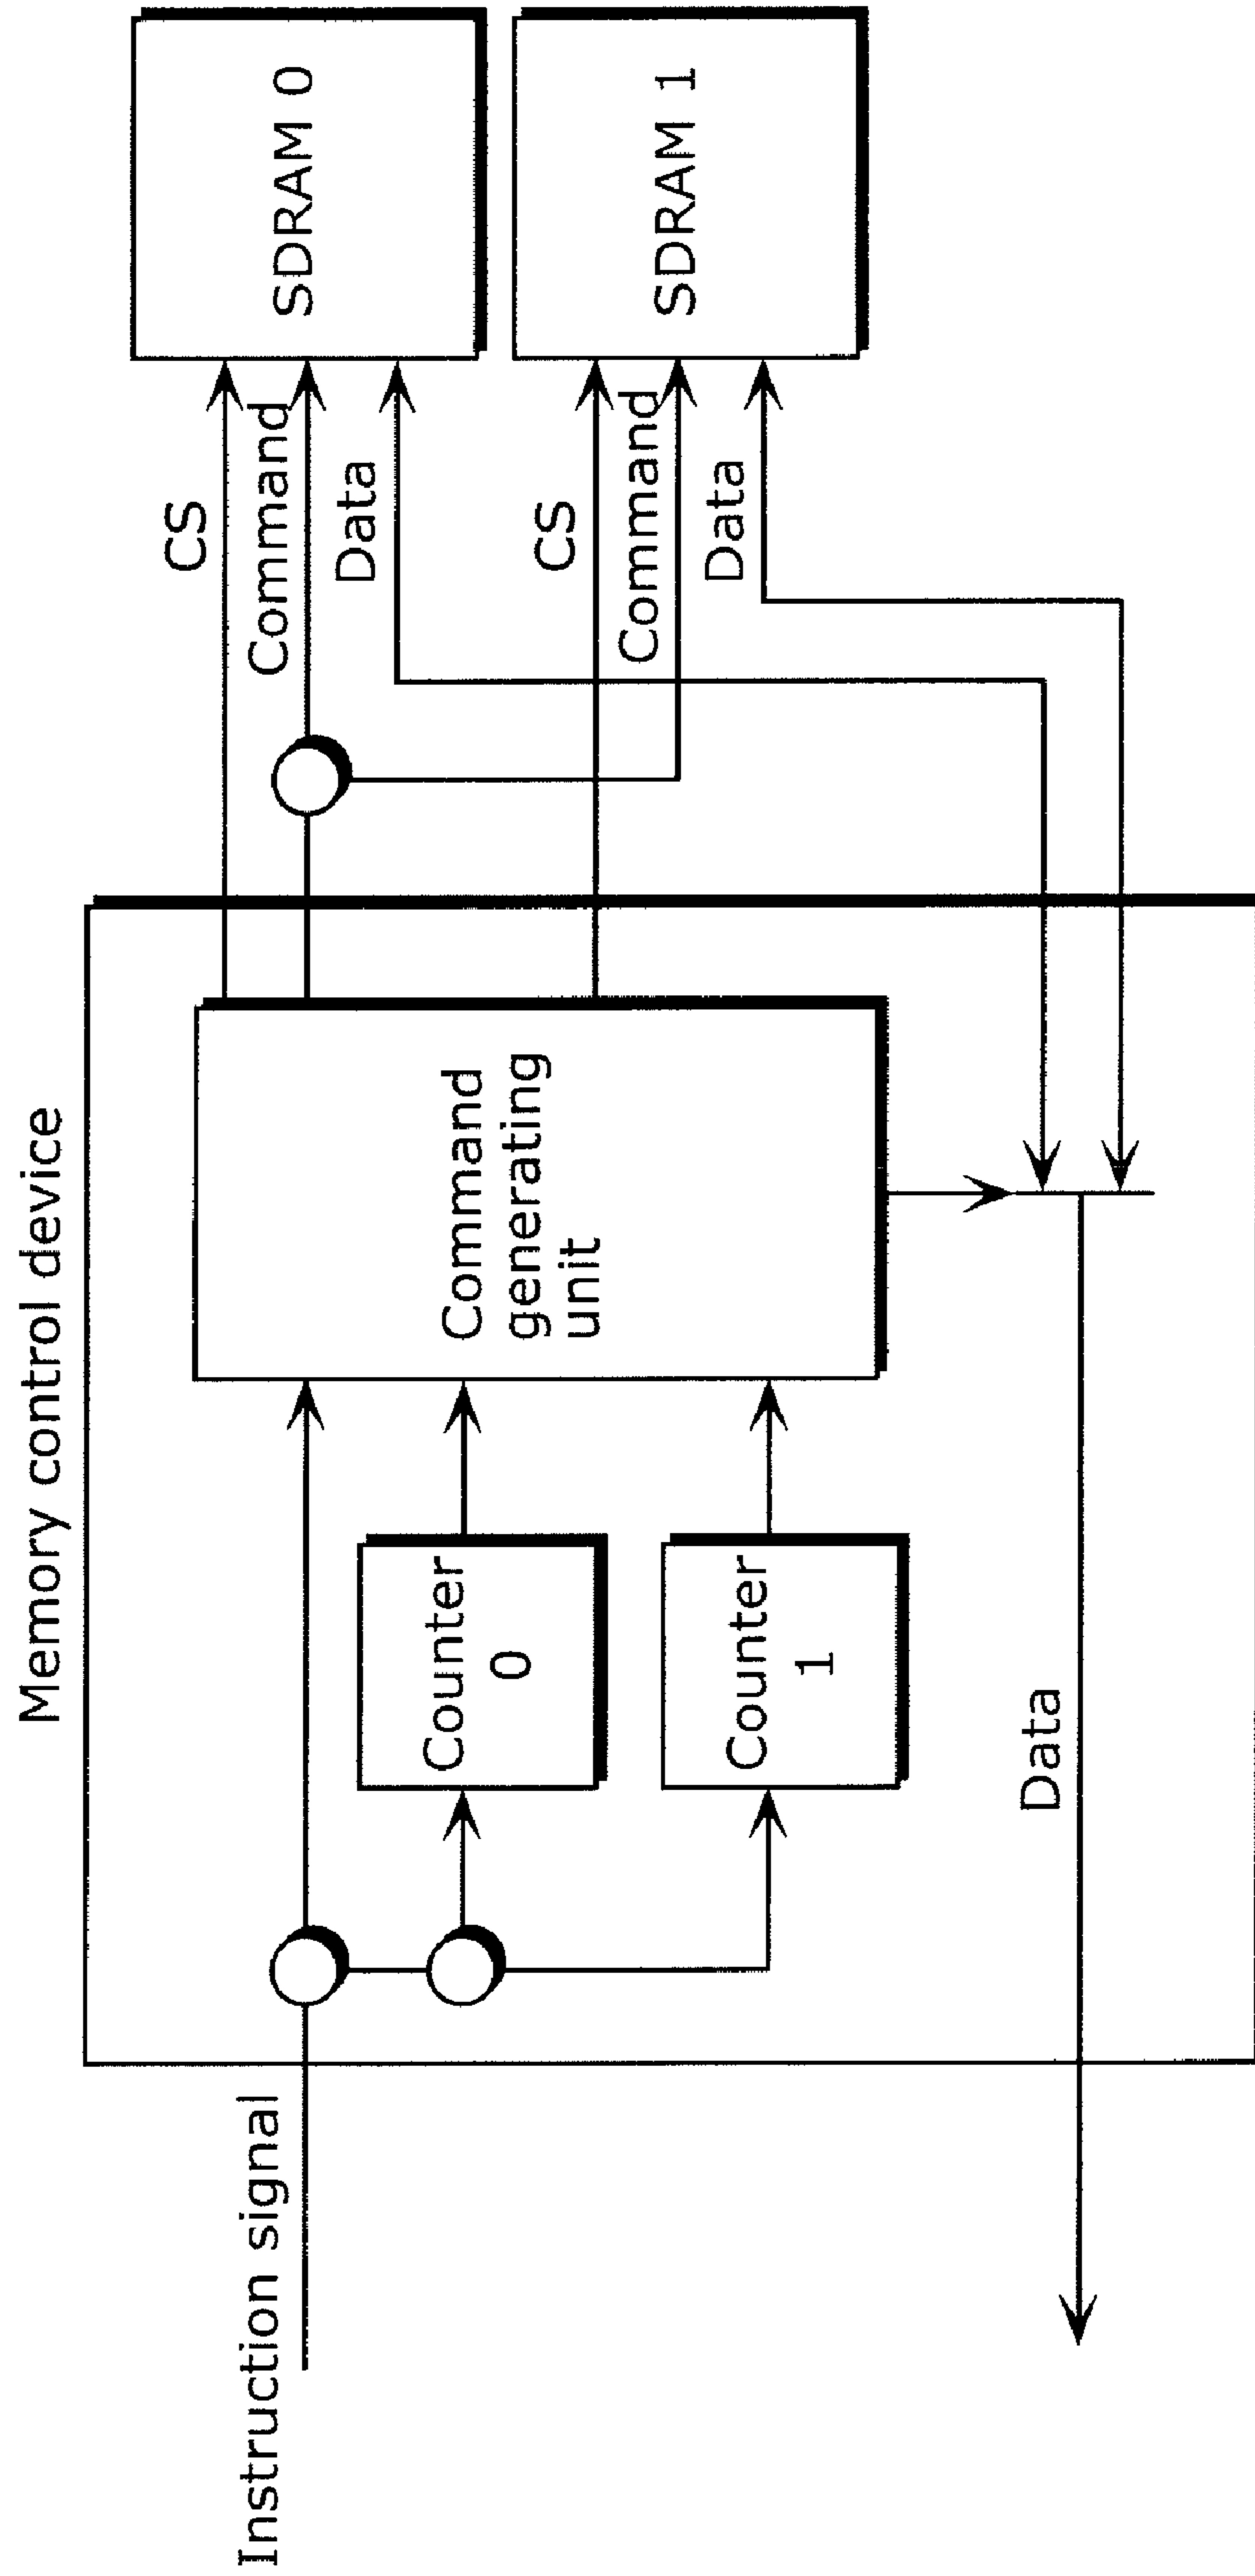 Memory control device
Instruction signal
Counter
0
Counter
1
Command
generating
unit
Data
CS
Command
Data
CS
Command
Data
SDRAM 0
SDRAM 1